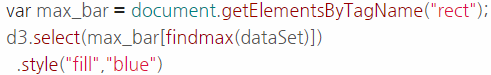 var max_bar = document.getElementsByTagName("rect");
d3.select(max_bar[findmax(dataSet)])
.style("fill","blue")